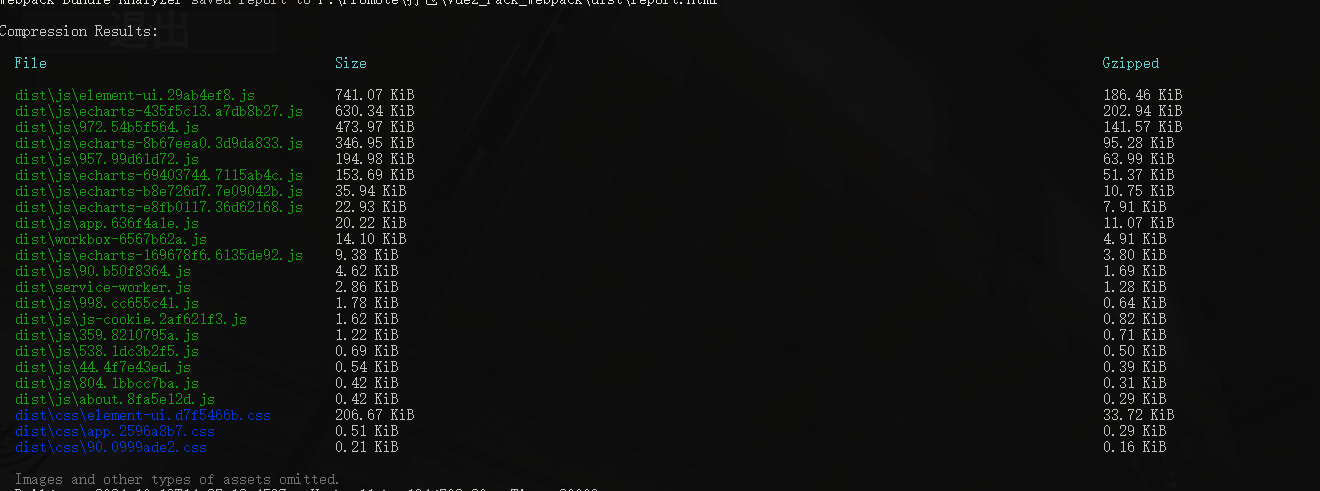 saved report to
Compression Results:
File Size Gzipped
dist\js\element-ui.29ab4ef8.js 741.07 KiB 186.46 KiB
dist\js\echarts-435f5c13.a7db8b27.js 630.34 KiB 202.94 KiB
dist\js\972.54b5f564.js 473.97 KiB 141.57 KiB
dist\js\echarts-8b67eea0.3d9da833.js 346.95 KiB 95.28 KiB
dist\js\957.99d61d72.js 194.98 KiB 63.99 KiB
dist\js\echarts-69403744.7115ab4c.js 153.69 KiB 51.37 KiB
dist\js\echarts-b8e726d7.7e09042b.js 35.94 KiB 10.75 KiB
dist\js\echarts-e8fb0117.36d62168.js 22.93 KiB 7.91 KiB
dist\js\app.636f4a1e.js 20.22 KiB 11.07 KiB
dist\workbox-6567b62a.js 14.10 KiB 4.91 KiB
dist\js\echarts-169678f6.6135de92.js 9.38 KiB 3.80 KiB
dist\js\90.b50f8364.js 4.62 KiB 1.69 KiB
dist\service-worker.js 2.86 KiB 1.28 KiB
dist\js\998.cc655c41.js 1.78 KiB 0.64 KiB
dist\js\js-cookie.2af621f3.js 1.62 KiB 0.82 KiB
dist\js\359.8210795a.js 1.22 KiB 0.71 KiB
dist\js\538.1dc3b2f5.js 0.69 KiB 0.50 KiB
dist\js\44.4f7e43ed.js 0.54 KiB 0.39 KiB
dist\js\804.1bbcc7ba.js 0.42 KiB 0.31 KiB
dist\js\about.8fa5e12d.js 0.42 KiB 0.29 KiB
dist\css\element-ui.d7f5466b.css 206.67 KiB 33.72 KiB
dist\css\app.2596a8b7.css 0.51 KiB 0.29 KiB
dist\css\90.0999ade2.css 0.21 KiB 0.16 KiB
Images and other types of assets omitted.